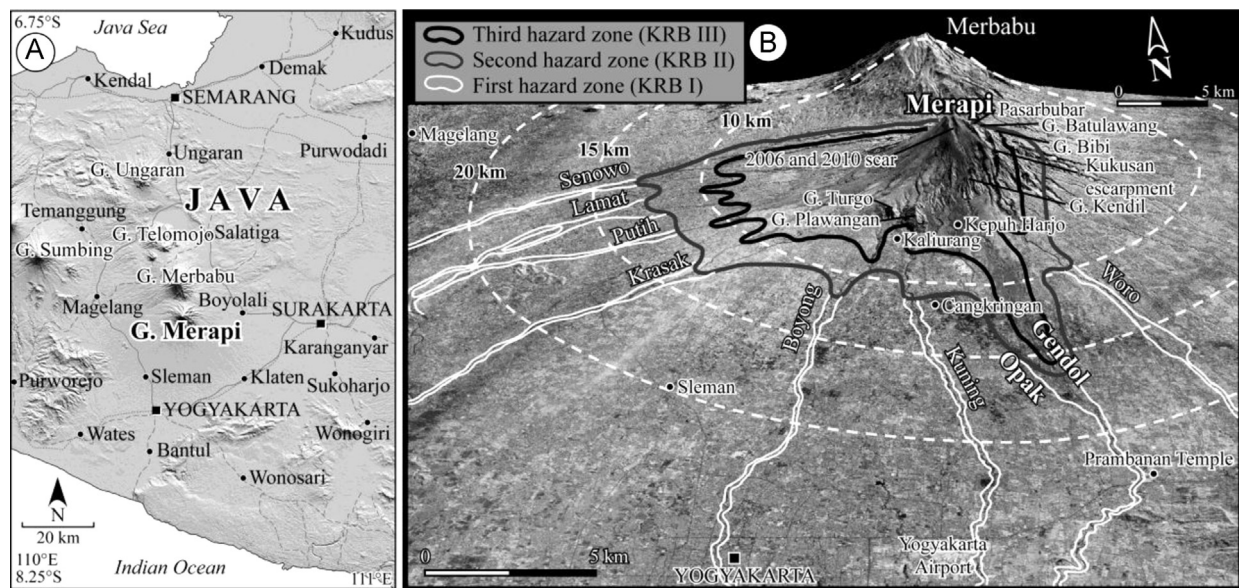 A
6.75°S
Java Sea
Kudus
Kendal
Demak
SEMARANG
Ungaran
Purwodadi
G. Ungaran
JAVA
Temanggung
G. Telomojo
Salatiga
G. Sumbing
G. Merbabu
Magelang
Boyolali
SURAKARTA
G. Merapi
Karanganyar
Purworejo
Sleman
Klaten
Sukoharjo
YOGYAKARTA
Wates
Wonogiri
Bantul
Wonosari
N
20 km
110°E
8.25°S
Indian Ocean
111°E
B
Third hazard zone (KRB III)
Second hazard zone (KRB II)
First hazard zone (KRB I)
Merbabu
N
0 5 km
Merapi
Pasarbubar
G. Batulawang
G. Bibi
Kukusan
escarpment
G. Kendil
Magelang
10 km
15 km
20 km
2006 and 2010 scar
Senowo
Lamat
Putih
Krasak
G. Turgo
G. Plawangan
Kepuh Harjo
Kaliurang
Woro
Boyong
Cangkringan
Gendol
Opak
Kuning
Sleman
Prambanan Temple
0 5 km
YOGYAKARTA
Yogyakarta
Airport